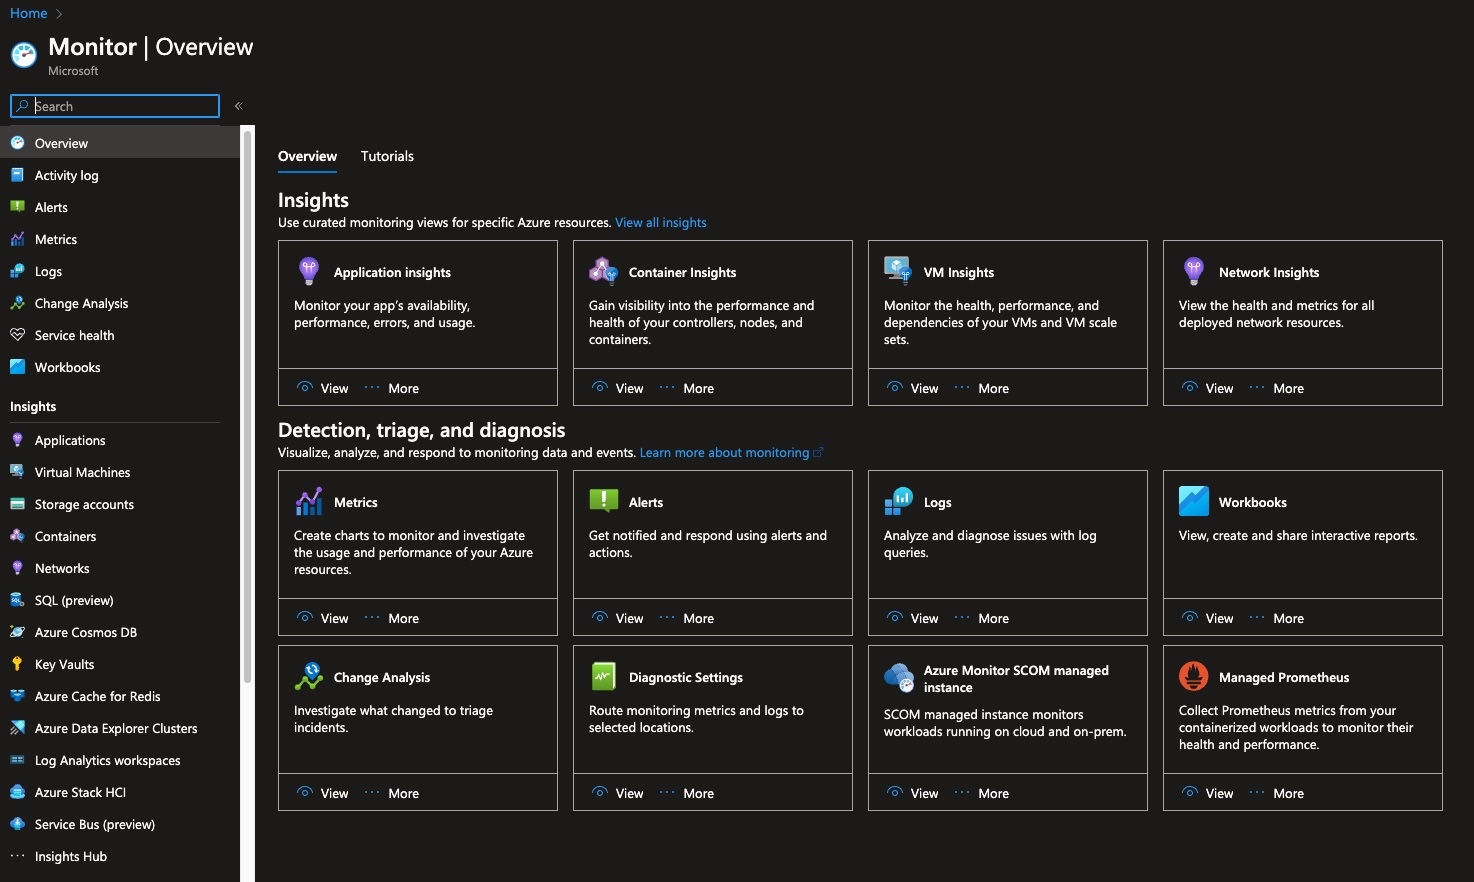 Home
Monitor | Overview
Microsoft
Search
Overview
Activity log
Alerts
Metrics
Logs
Change Analysis
Service health
Workbooks
Insights
Applications
Virtual Machines
Storage accounts
Containers
Networks
SQL (preview)
Azure Cosmos DB
Key Vaults
Azure Cache for Redis
Azure Data Explorer Clusters
Log Analytics workspaces
Azure Stack HCI
Service Bus (preview)
Insights Hub
Overview Tutorials
Insights
Use curated monitoring views for specific Azure resources. View all insights
Application insights
Monitor your app's availability,
performance, errors, and usage.
View More
Container Insights
Gain visibility into the performance and
health of your controllers, nodes, and
containers.
View More
VM Insights
Monitor the health, performance, and
dependencies of your VMs and VM scale
sets.
View More
Network Insights
View the health and metrics for all
deployed network resources.
View More
Detection, triage, and diagnosis
Visualize, analyze, and respond to monitoring data and events. Learn more about monitoring
Metrics
Create charts to monitor and investigate
the usage and performance of your Azure
resources.
View More
Alerts
Get notified and respond using alerts and
actions.
View More
Logs
Analyze and diagnose issues with log
queries.
View More
Workbooks
View, create and share interactive reports.
View More
Change Analysis
Investigate what changed to triage
incidents.
View More
Diagnostic Settings
Route monitoring metrics and logs to
selected locations.
View More
Azure Monitor SCOM managed
instance
SCOM managed instance monitors
workloads running on cloud and on-prem.
View More
Managed Prometheus
Collect Prometheus metrics from your
containerized workloads to monitor their
health and performance.
View More